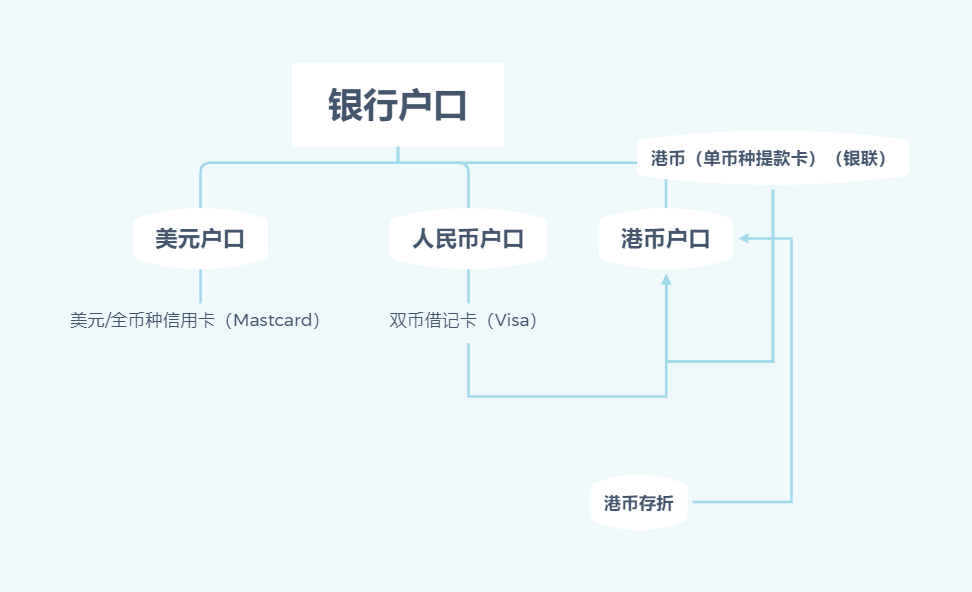 银行户口
港币（单币种提款卡）（银联）
美元户口
人民币户口
港币户口
美元/全币种信用卡（Mastcard）
双币借记卡（Visa）
港币存折